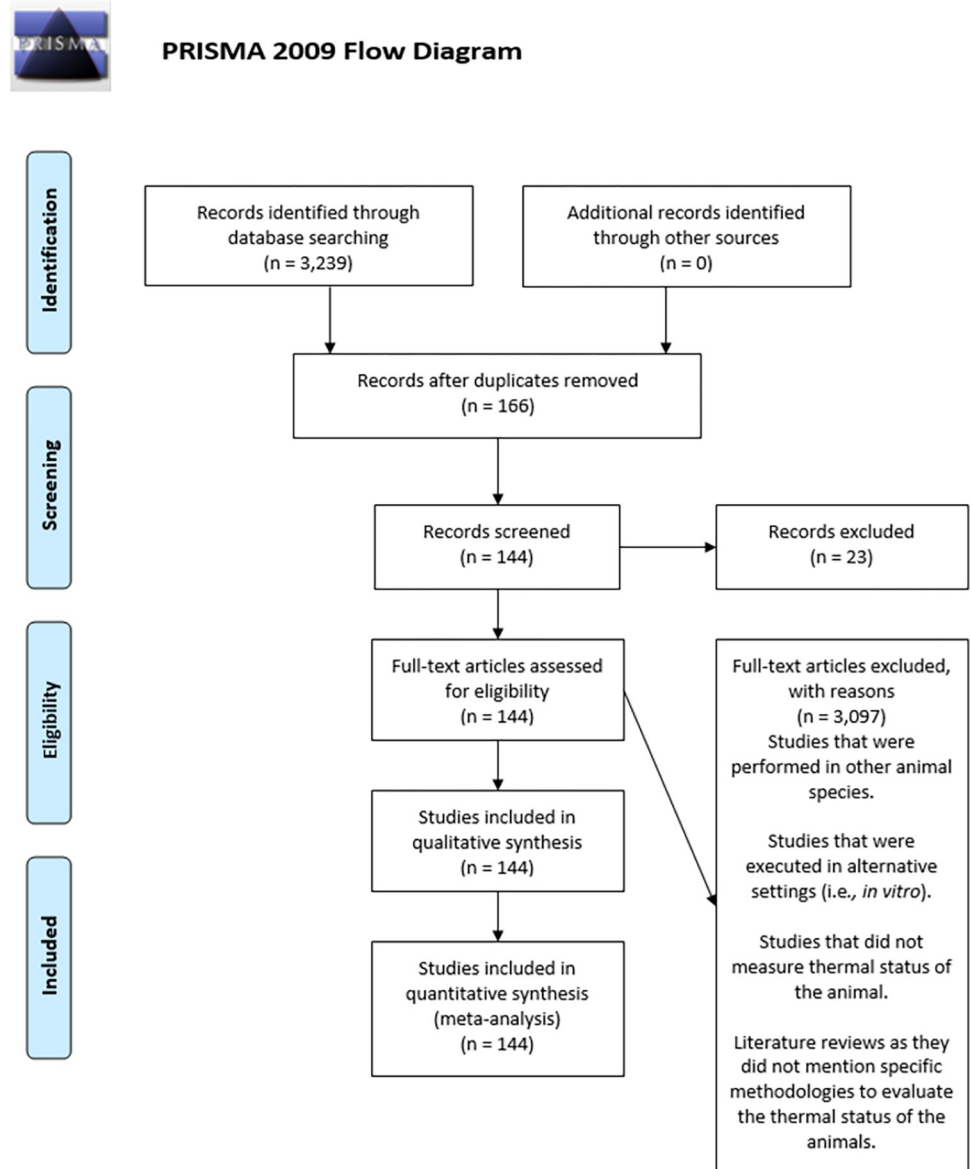 PRISMA
PRISMA 2009 Flow Diagram
Identification
Records identified through
database searching
(n = 3,239)
Additional records identified
through other sources
(n = 0)
Records after duplicates removed
(n = 166)
Screening
Records screened
(n = 144)
Records excluded
(n = 23)
Eligibility
Full-text articles assessed
for eligibility
(n = 144)
Full-text articles excluded,
with reasons
(n = 3,097)
Studies that were
performed in other animal
species.
Studies that were
executed in alternative
settings (i.e., in vitro).
Studies that did not
measure thermal status of
the animal.
Literature reviews as they
did not mention specific
methodologies to evaluate
the thermal status of the
animals.
Studies included in
qualitative synthesis
(n = 144)
Included
Studies included in
quantitative synthesis
(meta-analysis)
(n = 144)